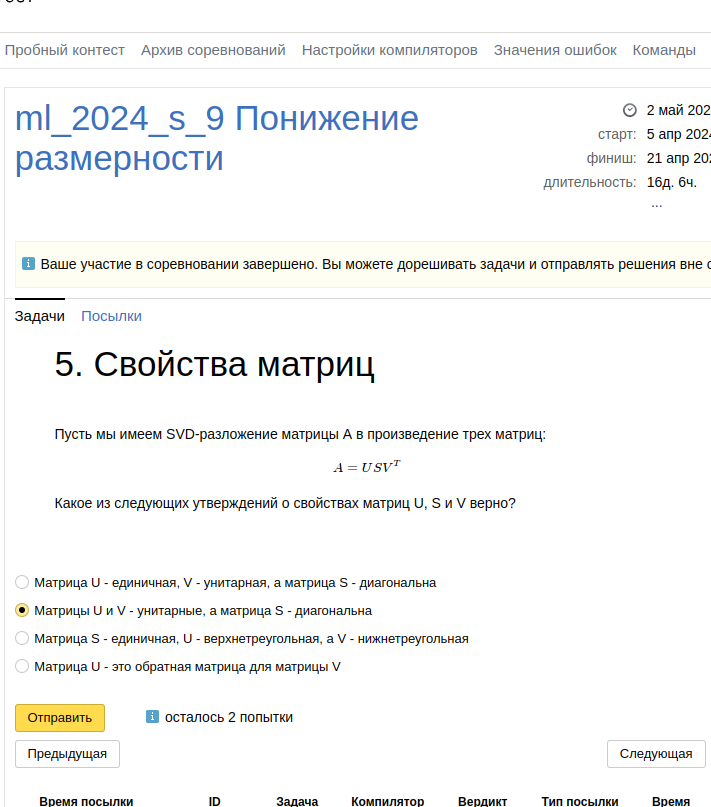 Пробный контест Архив соревнований Настройки компиляторов Значения ошибок Команды
ml_2024_s_9 Понижение
размерности
2 май 202
старт: 5 апр 2024
финиш: 21 апр 202
длительность: 16д. 6ч.
...
Ваше участие в соревновании завершено. Вы можете дорешивать задачи и отправлять решения вне с
Задачи Посылки
5. Свойства матриц
Пусть мы имеем SVD-разложение матрицы A в произведение трех матриц:
A = USV^T
Какое из следующих утверждений о свойствах матриц U, S и V верно?
Матрица U - единичная, V - унитарная, а матрица S - диагональна
Матрицы U и V - унитарные, а матрица S - диагональна
Матрица S - единичная, U - верхнетреугольная, а V - нижнетреугольная
Матрица U - это обратная матрица для матрицы V
Отправить осталось 2 попытки
Предыдущая Следующая
Время посылки ID Задача Компилятор Вердикт Тип посылки Время